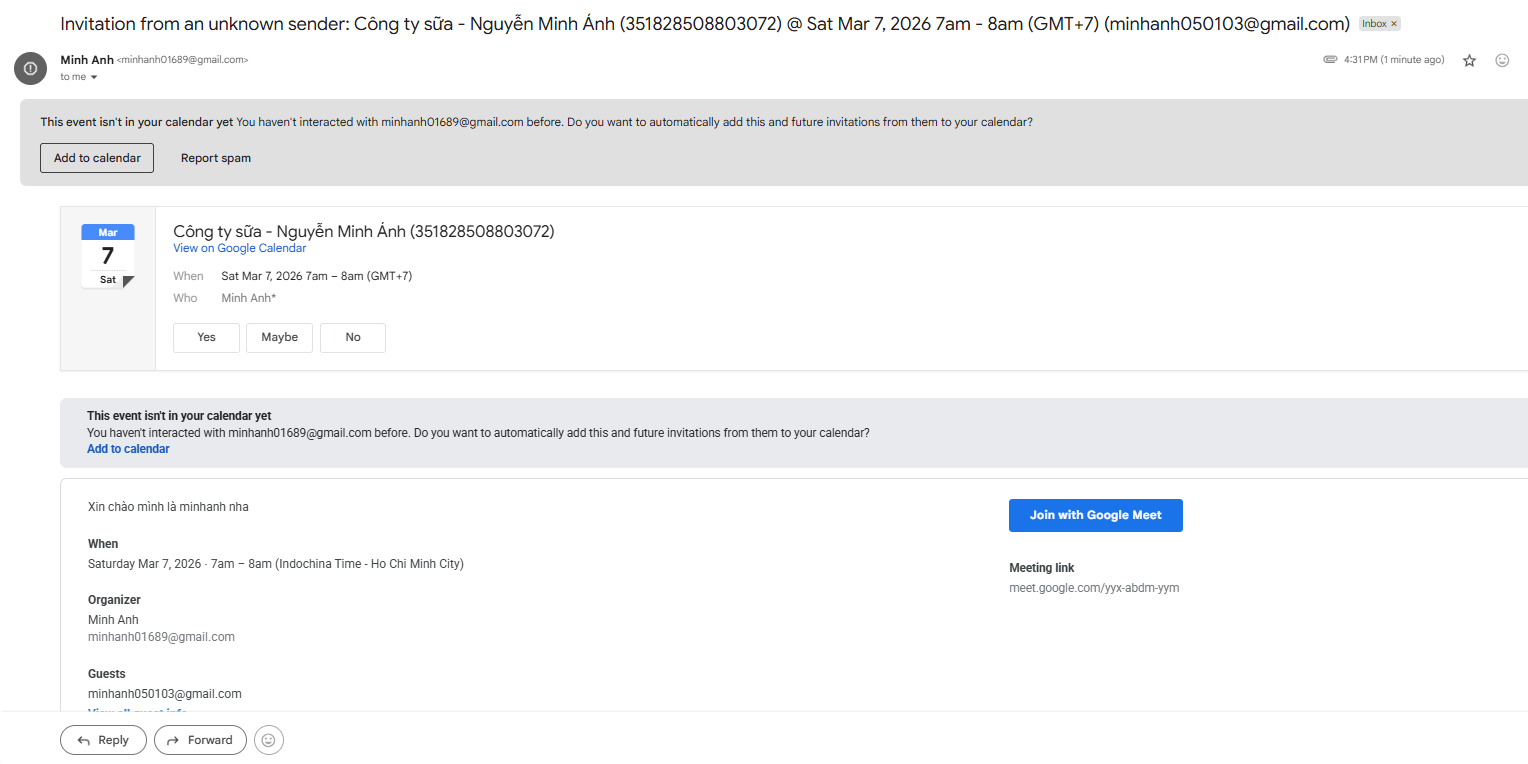 Invitation from an unknown sender: Công ty sữa - Nguyễn Minh Ánh (351828508803072) @ Sat Mar 7, 2026 7am - 8am (GMT+7) (minhanh050103@gmail.com) Inbox ×
Minh Anh <minhanh01689@gmail.com>
4:31 PM (1 minute ago)
to me
This event isn't in your calendar yet You haven't interacted with minhanh01689@gmail.com before. Do you want to automatically add this and future invitations from them to your calendar?
Add to calendar Report spam
Mar
7
Sat
Công ty sữa - Nguyễn Minh Ánh (351828508803072)
View on Google Calendar
When Sat Mar 7, 2026 7am – 8am (GMT+7)
Who Minh Anh*
Yes Maybe No
This event isn't in your calendar yet
You haven't interacted with minhanh01689@gmail.com before. Do you want to automatically add this and future invitations from them to your calendar?
Add to calendar
Xin chào mình là minhanh nha
When
Saturday Mar 7, 2026 · 7am – 8am (Indochina Time - Ho Chi Minh City)
Organizer
Minh Anh
minhanh01689@gmail.com
Guests
minhanh050103@gmail.com
View all guest info
Join with Google Meet
Meeting link
meet.google.com/yyx-abdm-yym
Reply Forward